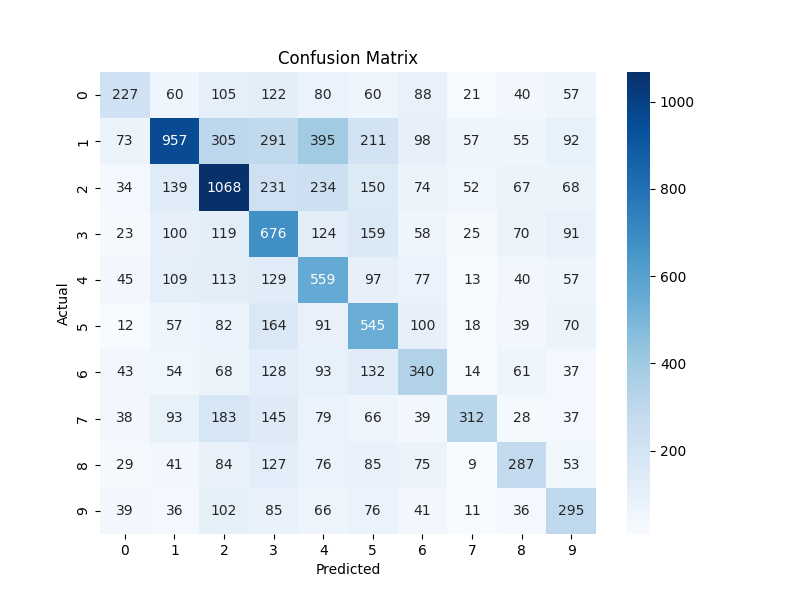 Confusion Matrix
0 227 60 105 122 80 60 88 21 40 57
1 73 957 305 291 395 211 98 57 55 92
2 34 139 1068 231 234 150 74 52 67 68
3 23 100 119 676 124 159 58 25 70 91
4 45 109 113 129 559 97 77 13 40 57
5 12 57 82 164 91 545 100 18 39 70
6 43 54 68 128 93 132 340 14 61 37
7 38 93 183 145 79 66 39 312 28 37
8 29 41 84 127 76 85 75 9 287 53
9 39 36 102 85 66 76 41 11 36 295
0 1 2 3 4 5 6 7 8 9
Predicted
Actual
1000
800
600
400
200